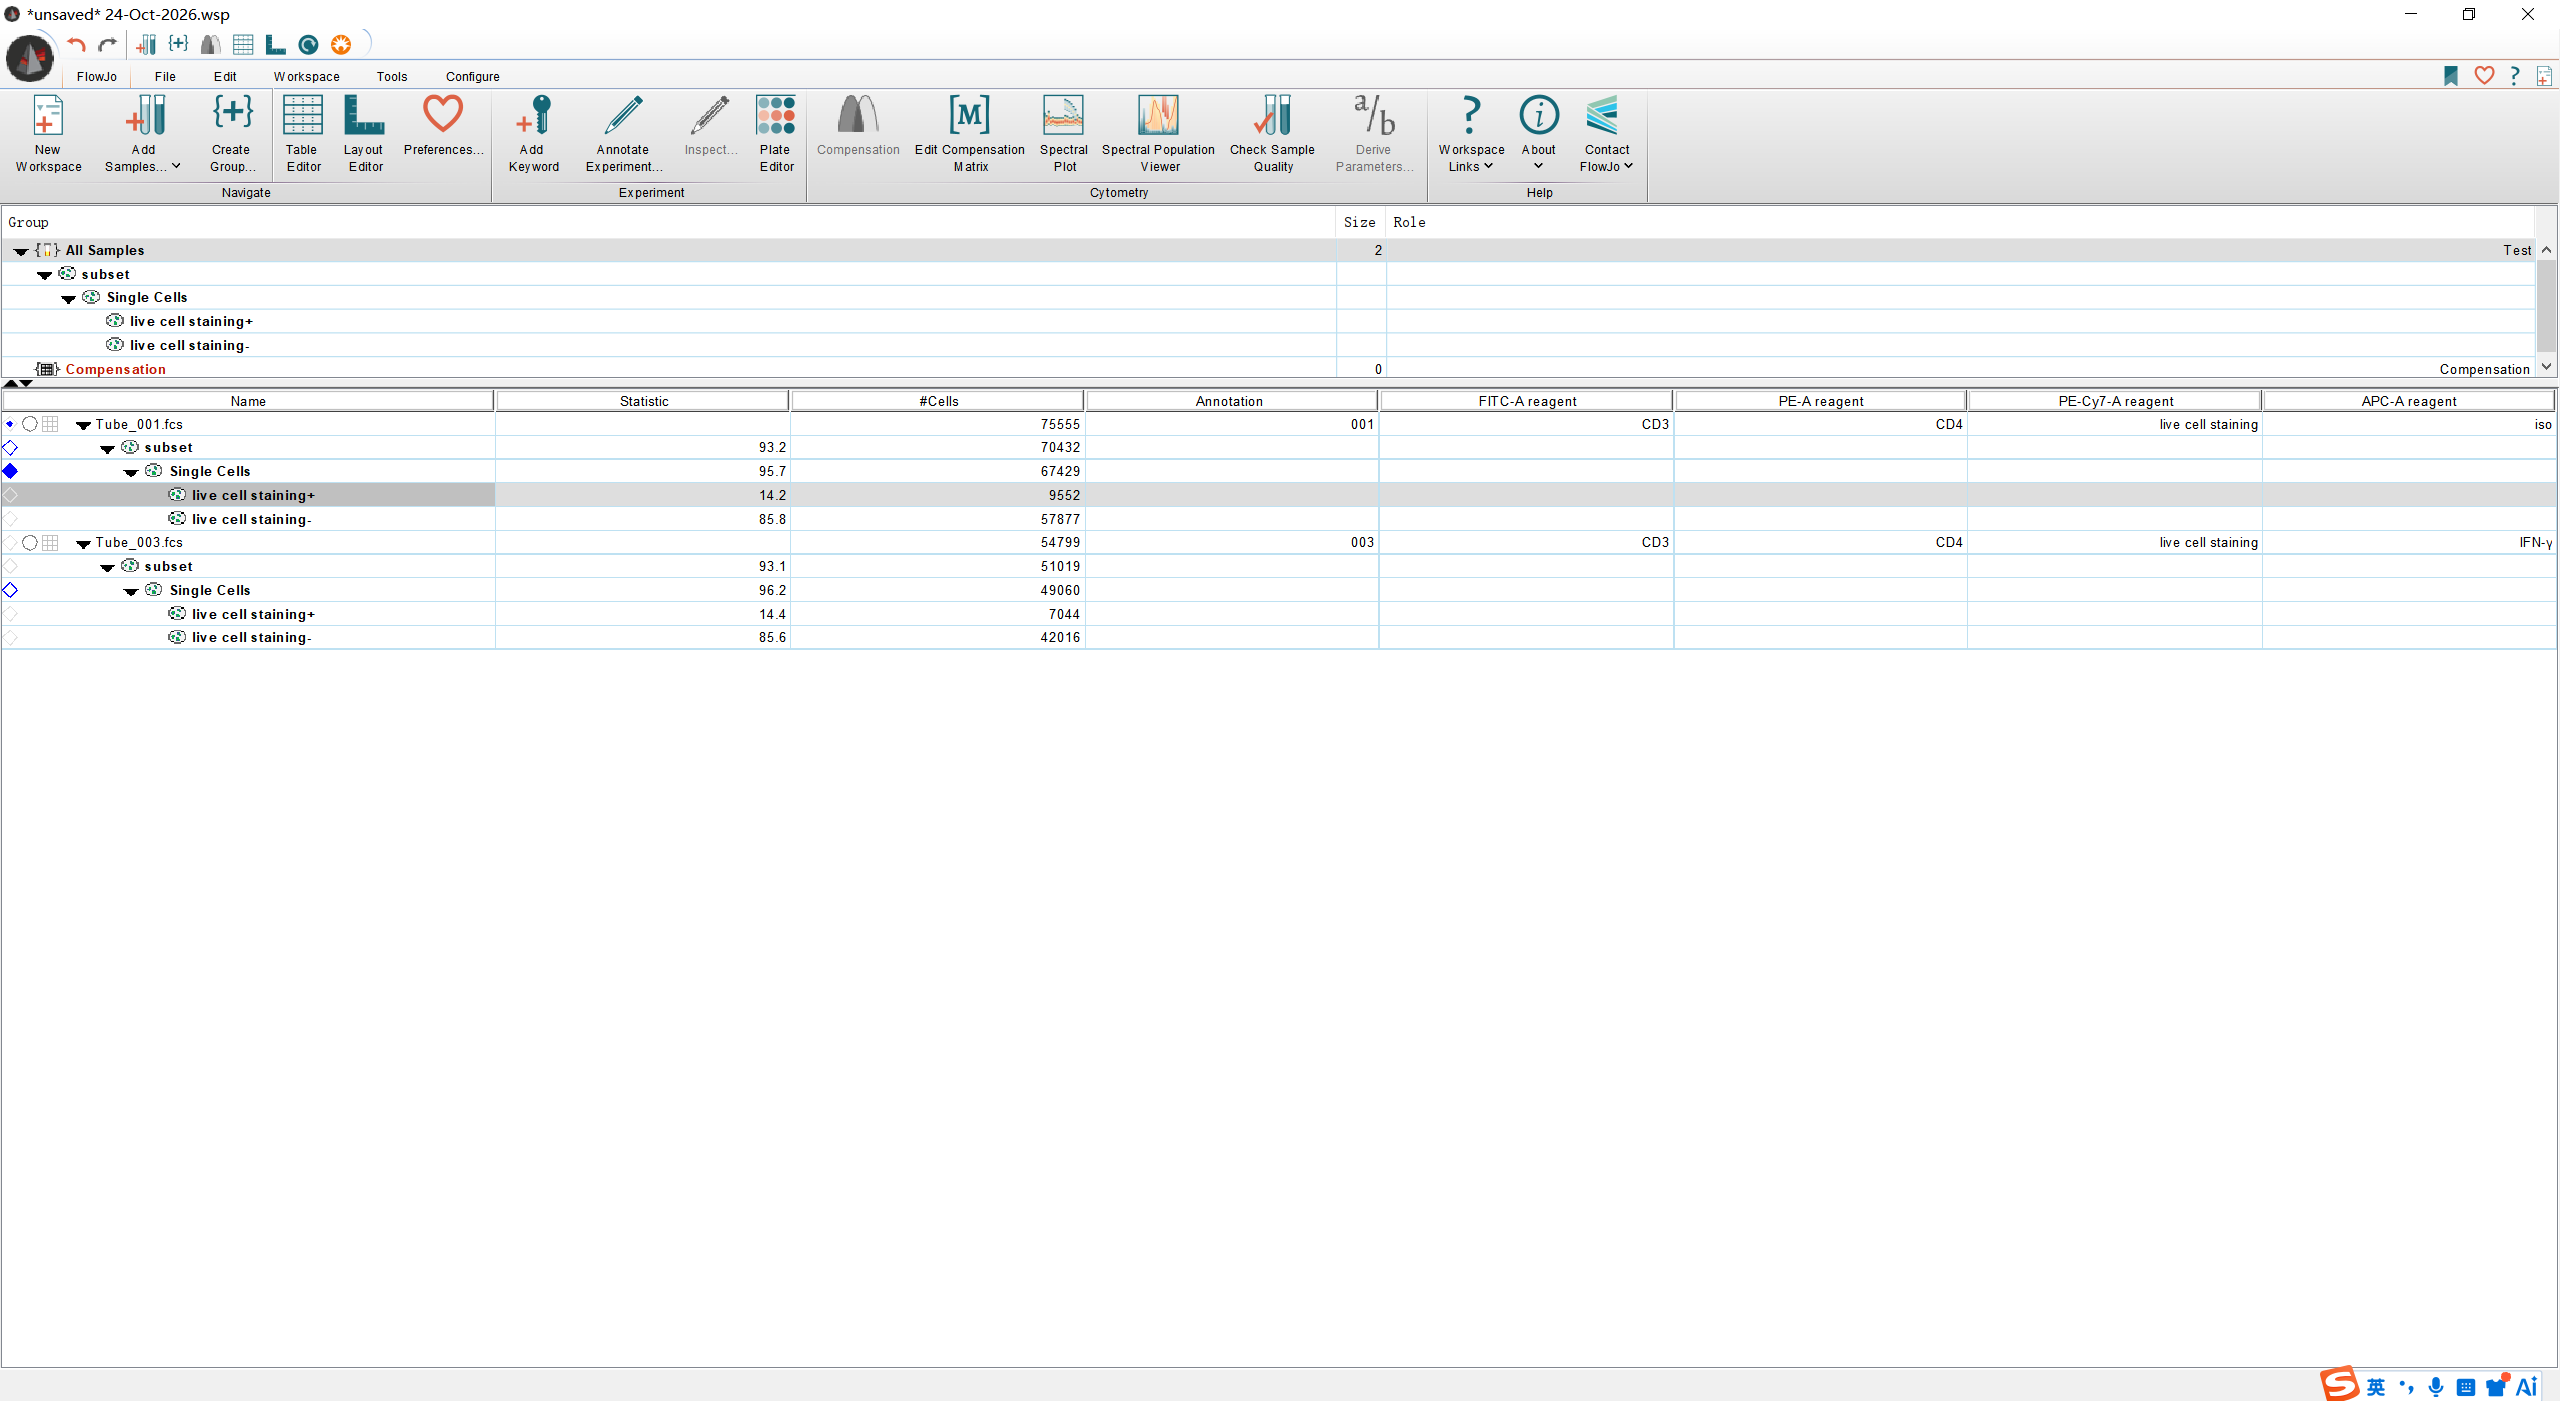 *unsaved* 24-Oct-2026.wsp
FlowJo File Edit Workspace Tools Configure
New Workspace
Add Samples...
Create Group...
Table Editor
Layout Editor
Preferences...
Add Keyword
Annotate Experiment...
Inspect...
Plate Editor
Compensation
Edit Compensation Matrix
Spectral Plot
Spectral Population Viewer
Check Sample Quality
a/b
Derive Parameters...
Workspace Links
About
Contact FlowJo
Navigate Experiment Cytometry Help
Group Size Role
All Samples 2 Test
subset
Single Cells
live cell staining+
live cell staining-
Compensation 0 Compensation
Name Statistic #Cells Annotation FITC-A reagent PE-A reagent PE-Cy7-A reagent APC-A reagent
Tube_001.fcs 75555 001 CD3 CD4 live cell staining iso
subset 93.2 70432
Single Cells 95.7 67429
live cell staining+ 14.2 9552
live cell staining- 85.8 57877
Tube_003.fcs 54799 003 CD3 CD4 live cell staining IFN-γ
subset 93.1 51019
Single Cells 96.2 49060
live cell staining+ 14.4 7044
live cell staining- 85.6 42016
S 英 Ai